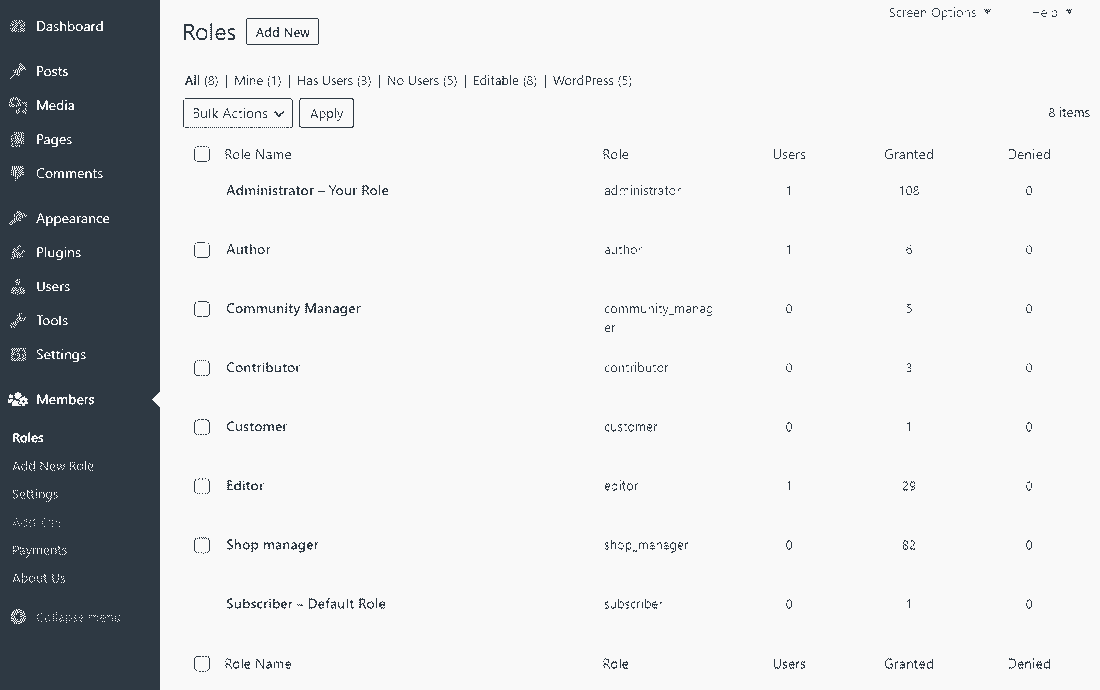 Dashboard
Posts
Media
Pages
Comments
Appearance
Plugins
Users
Tools
Settings
Members
Roles
Add New Role
Settings
Payments
About Us
Collapse menu
Screen Options Help
Roles Add New
All (8) | Mine (1) | Has Users (3) | No Users (5) | Editable (8) | WordPress (5)
Bulk Actions Apply 8 items
Role Name Role Users Granted Denied
Administrator – Your Role administrator 1 108 0
Author author 1 6 0
Community Manager community_manag 0 5 0
er
Contributor contributor 0 3 0
Customer customer 0 1 0
Editor editor 1 29 0
Shop manager shop_manager 0 82 0
Subscriber – Default Role subscriber 0 1 0
Role Name Role Users Granted Denied